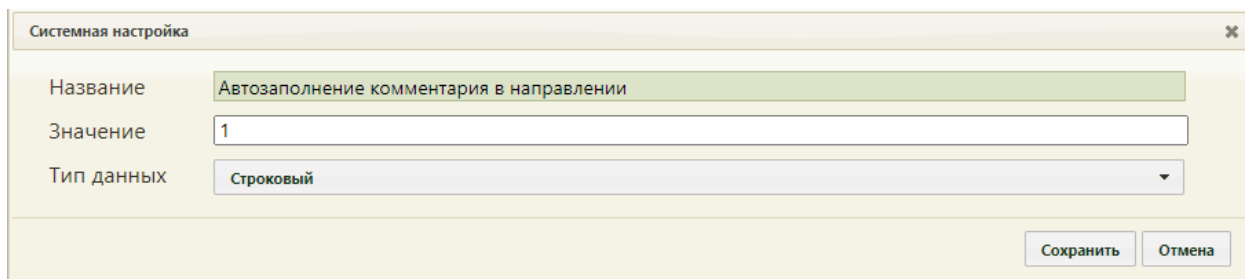 Системная настройка
Название Автозаполнение комментария в направлении
Значение 1
Тип данных Строковый
Сохранить Отмена